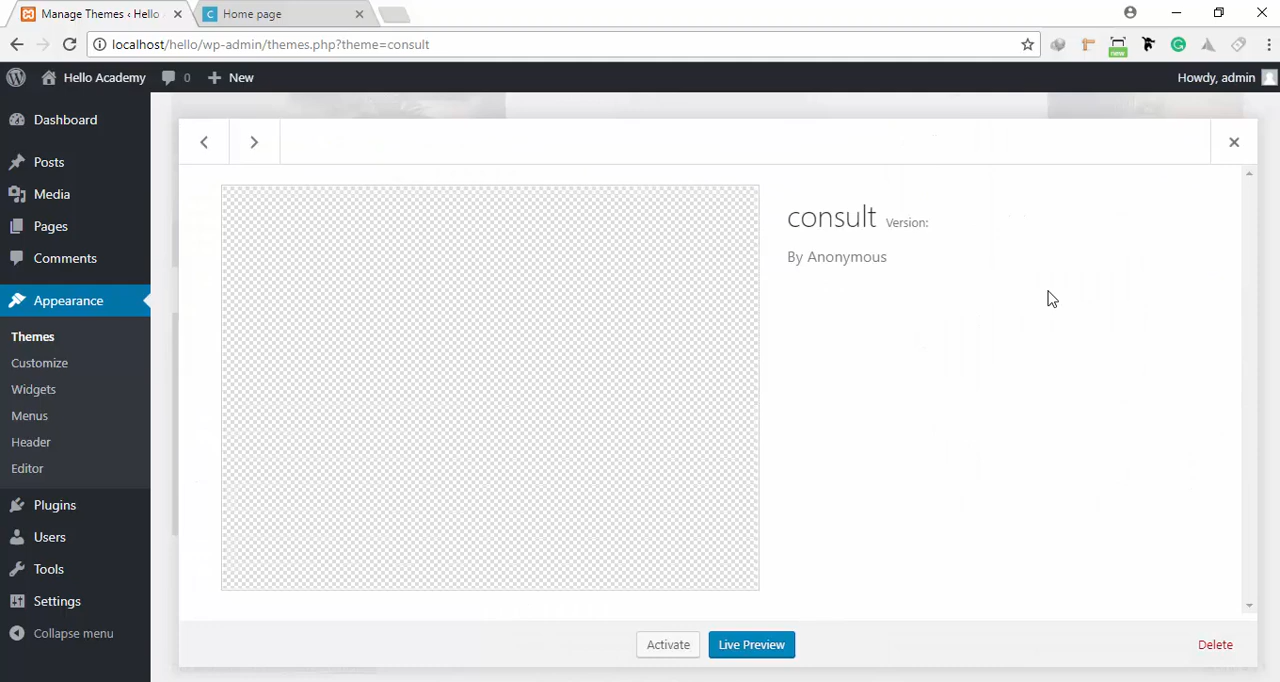 Manage Themes ‹ Hello
C Home page
localhost/hello/wp-admin/themes.php?theme=consult
new
Hello Academy
0
New
Howdy, admin
Dashboard
Posts
Media
Pages
Comments
Appearance
Themes
Customize
Widgets
Menus
Header
Editor
Plugins
Users
Tools
Settings
Collapse menu
consult Version:
By Anonymous
Activate
Live Preview
Delete